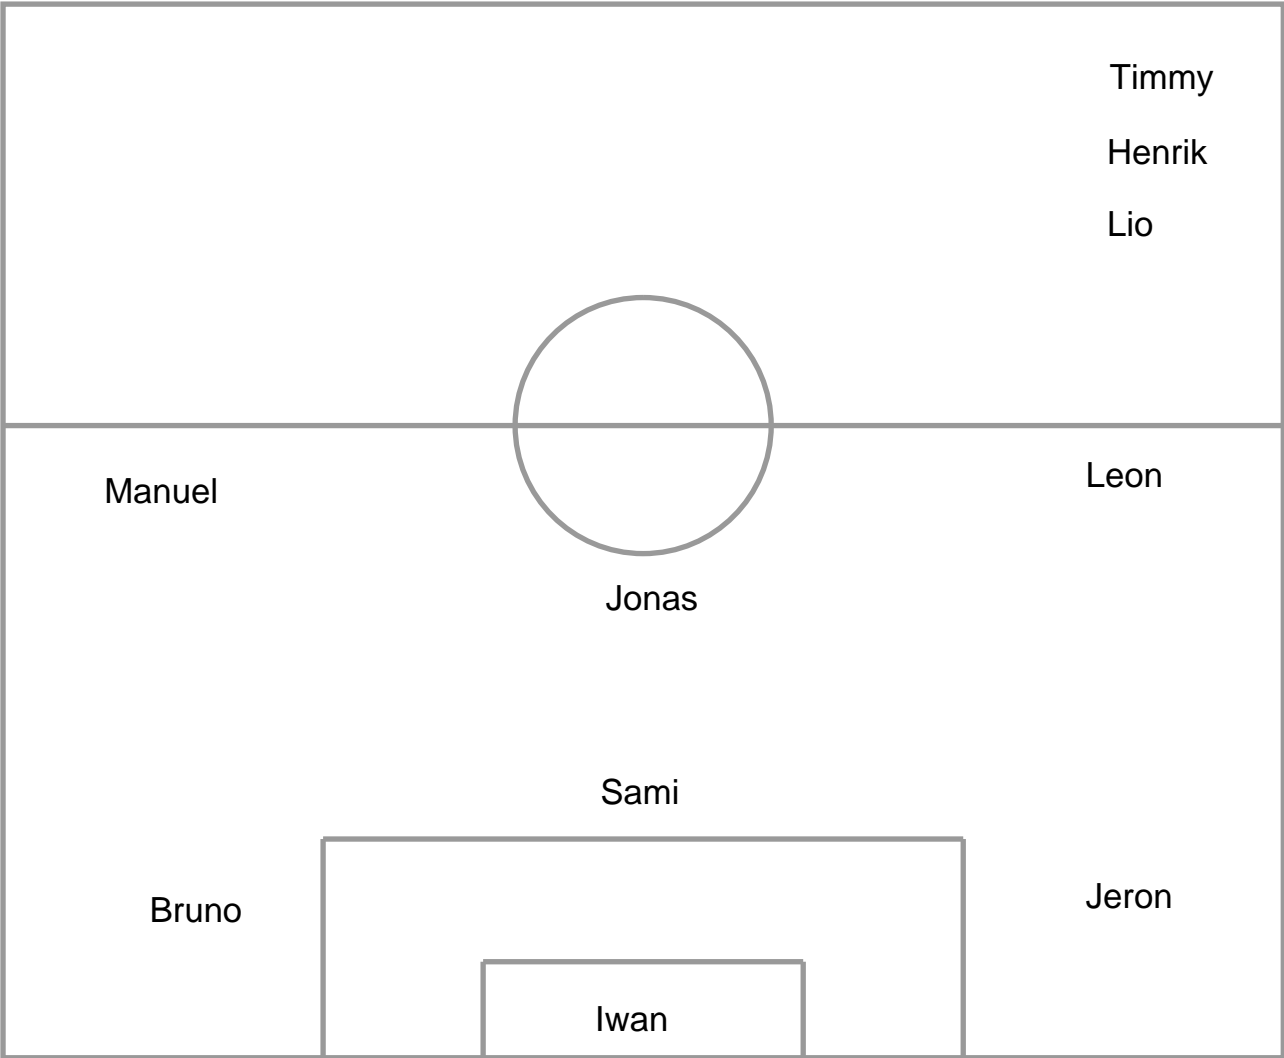 Timmy
Henrik
Lio
Manuel
Leon
Jonas
Sami
Bruno
Jeron
Iwan